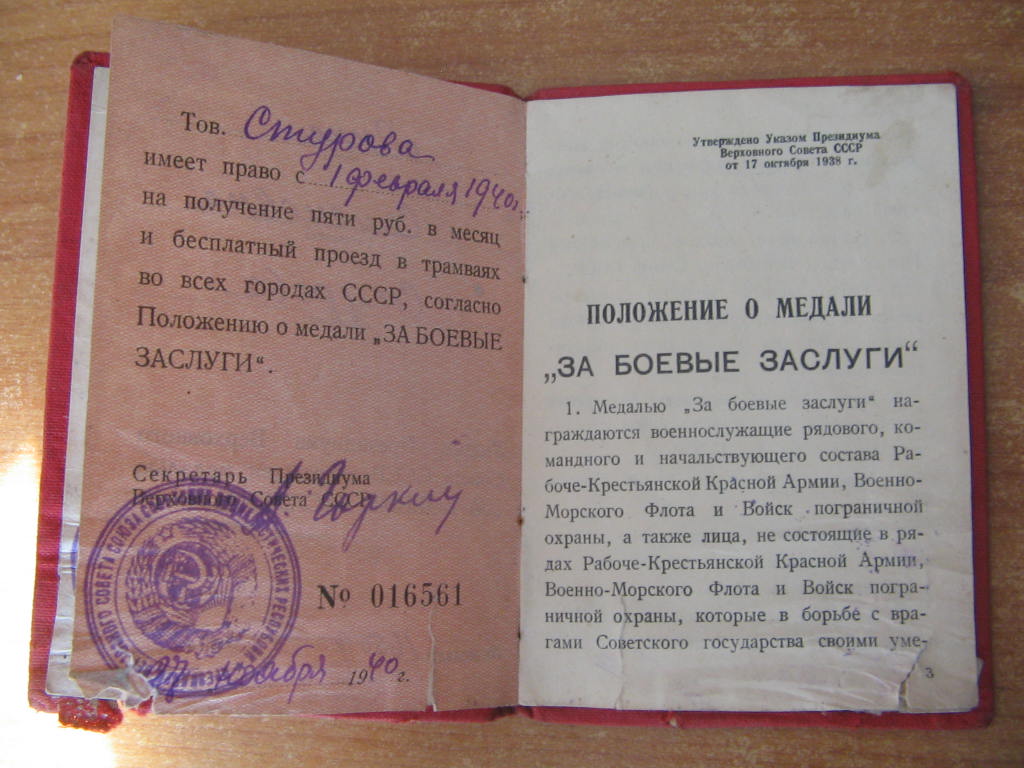 Тов. Стурова
имеет право с 1 февраля 1940 г.
на получение пяти руб. в месяц
и бесплатный проезд в трамваях
во всех городах СССР, согласно
Положению о медали „ЗА БОЕВЫЕ
ЗАСЛУГИ“.
Секретарь Президиума
Верховного Совета СССР
№ 016561
ноября 1940 г.
Утверждено Указом Президиума
Верховного Совета СССР
от 17 октября 1938 г.
ПОЛОЖЕНИЕ О МЕДАЛИ
„ЗА БОЕВЫЕ ЗАСЛУГИ“
1. Медалью „За боевые заслуги“ на-
граждаются военнослужащие рядового, ко-
мандного и начальствующего состава Ра-
боче-Крестьянской Красной Армии, Военно-
Морского Флота и Войск пограничной
охраны, а также лица, не состоящие в ря-
дах Рабоче-Крестьянской Красной Армии,
Военно-Морского Флота и Войск погра-
ничной охраны, которые в борьбе с вра-
гами Советского государства своими уме-
3